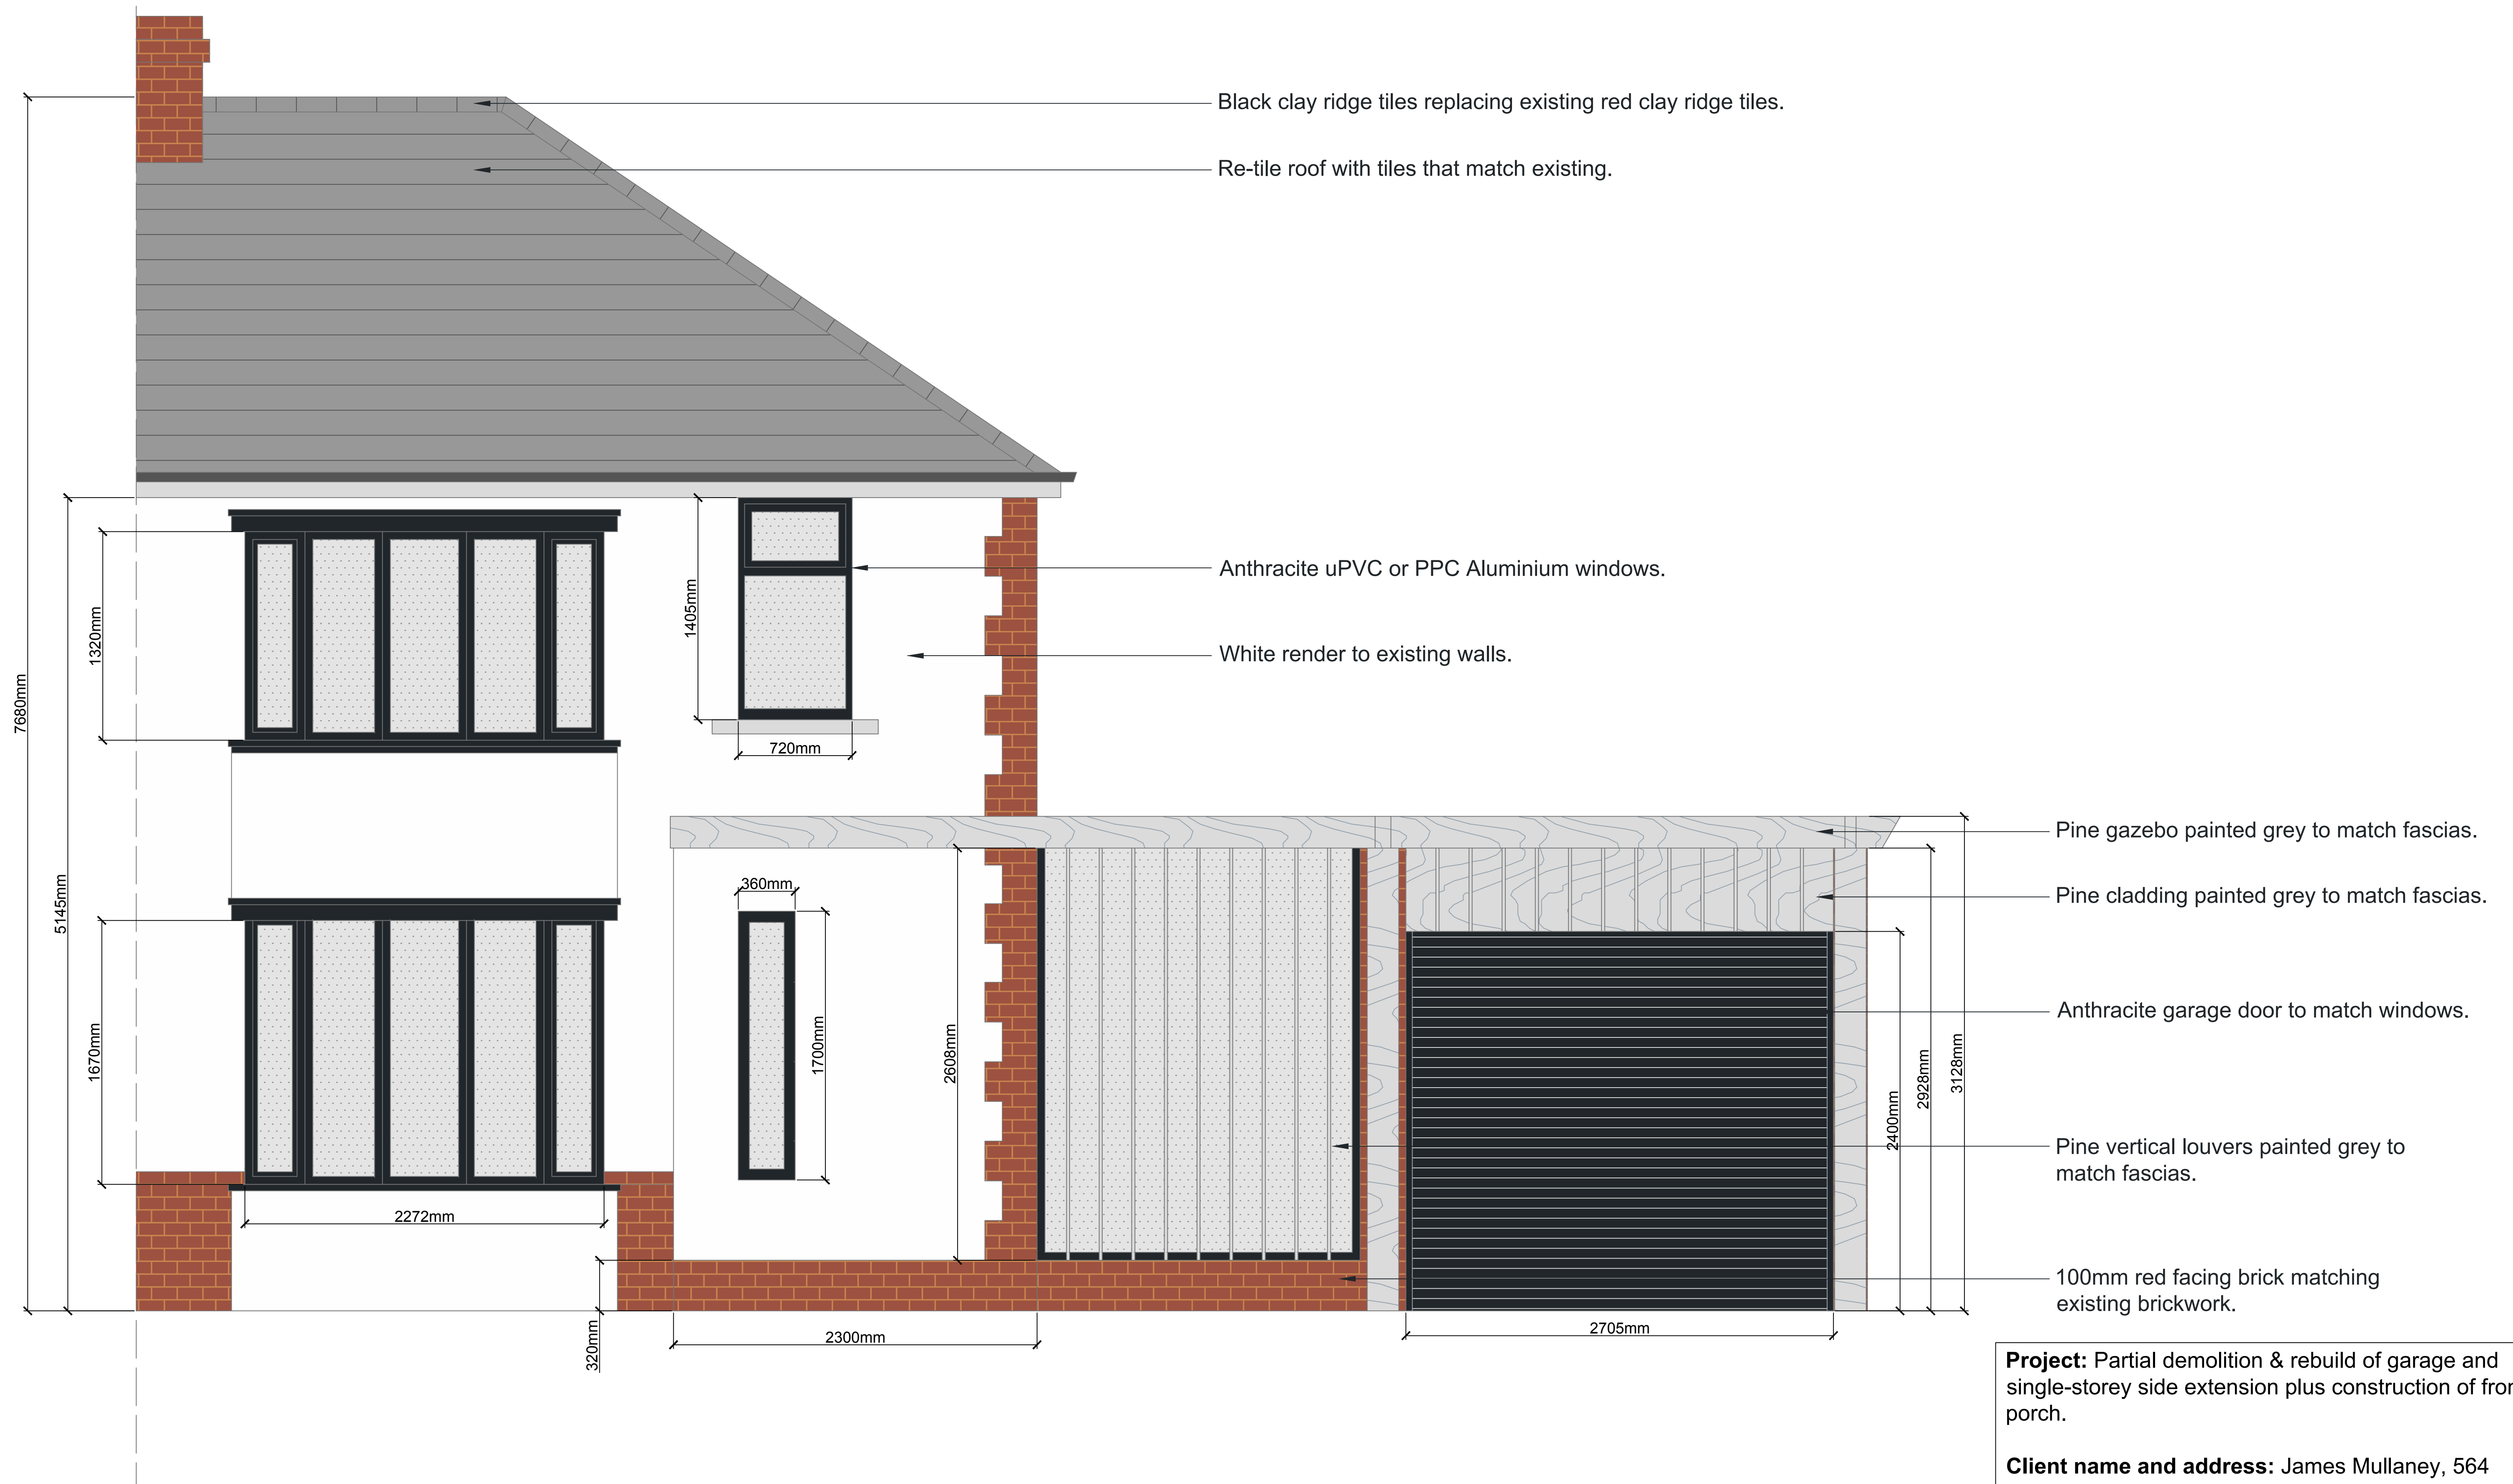 Black clay ridge tiles replacing existing red clay ridge tiles.
Re-tile roof with tiles that match existing.
Anthracite uPVC or PPC Aluminium windows.
White render to existing walls.
7680mm
5145mm
1320mm
1405mm
720mm
Pine gazebo painted grey to match fascias.
Pine cladding painted grey to match fascias.
360mm
1670mm
1700mm
2608mm
Anthracite garage door to match windows.
2400mm
2928mm
3128mm
Pine vertical louvers painted grey to
match fascias.
2272mm
100mm red facing brick matching
existing brickwork.
320mm
2300mm
2705mm
Project: Partial demolition & rebuild of garage and
single-storey side extension plus construction of
porch.
Client name and address: James Mullaney, 564